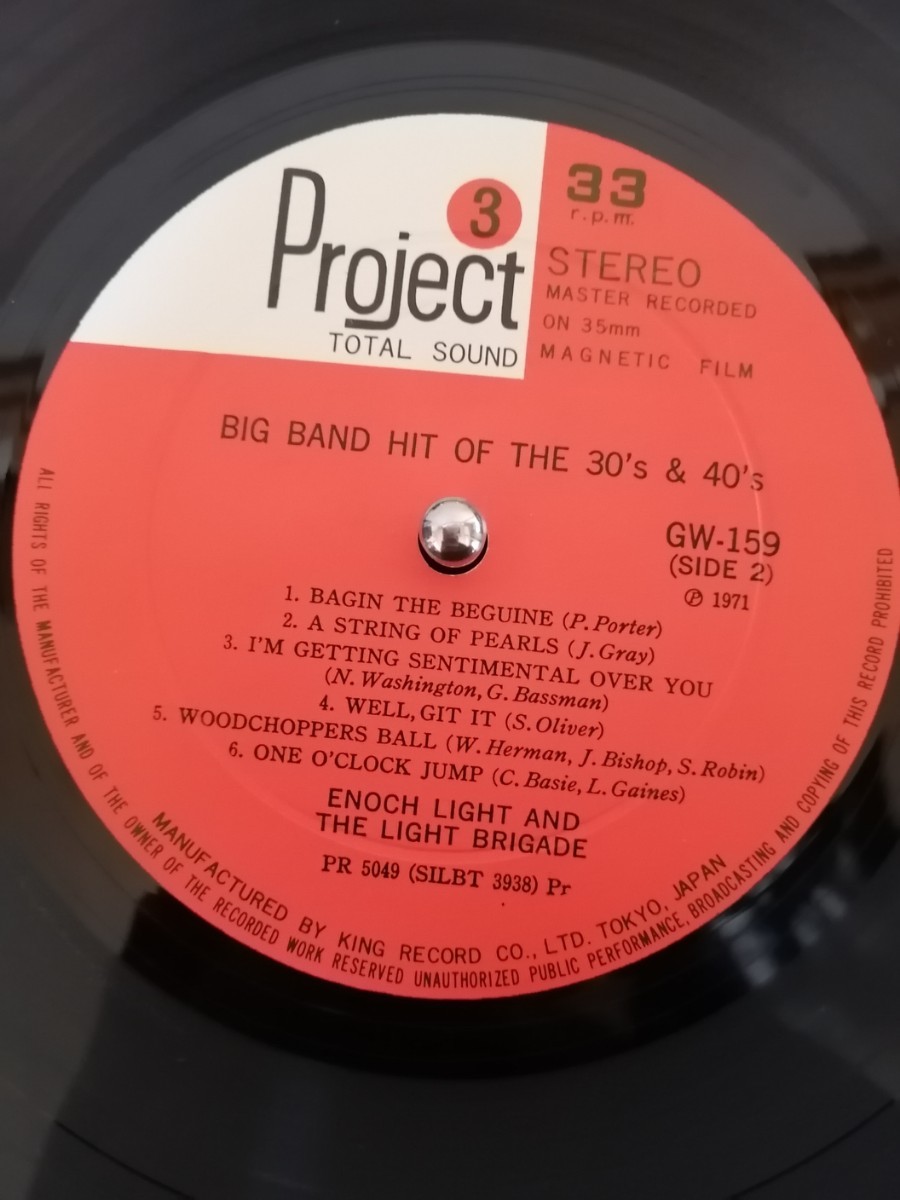 Project 3
TOTAL SOUND
33
r.p.m.
STEREO
MASTER RECORDED
ON 35mm
MAGNETIC FILM
BIG BAND HIT OF THE 30's & 40's
GW-159
(SIDE 2)
Ⓟ 1971
1. BAGIN THE BEGUINE (P. Porter)
2. A STRING OF PEARLS (J. Gray)
3. I'M GETTING SENTIMENTAL OVER YOU
(N. Washington, G. Bassman)
4. WELL, GIT IT (S. Oliver)
5. WOODCHOPPERS BALL (W. Herman, J. Bishop, S. Robin)
6. ONE O'CLOCK JUMP (C. Basie, L. Gaines)
ENOCH LIGHT AND
THE LIGHT BRIGADE
PR 5049 (SILBT 3938) Pr
MANUFACTURED BY KING RECORD CO., LTD. TOKYO, JAPAN
ALL RIGHTS OF THE MANUFACTURER AND OF THE OWNER OF THE RECORDED WORK RESERVED UNAUTHORIZED PUBLIC PERFORMANCE, BROADCASTING AND COPYING OF THIS RECORD PROHIBITED